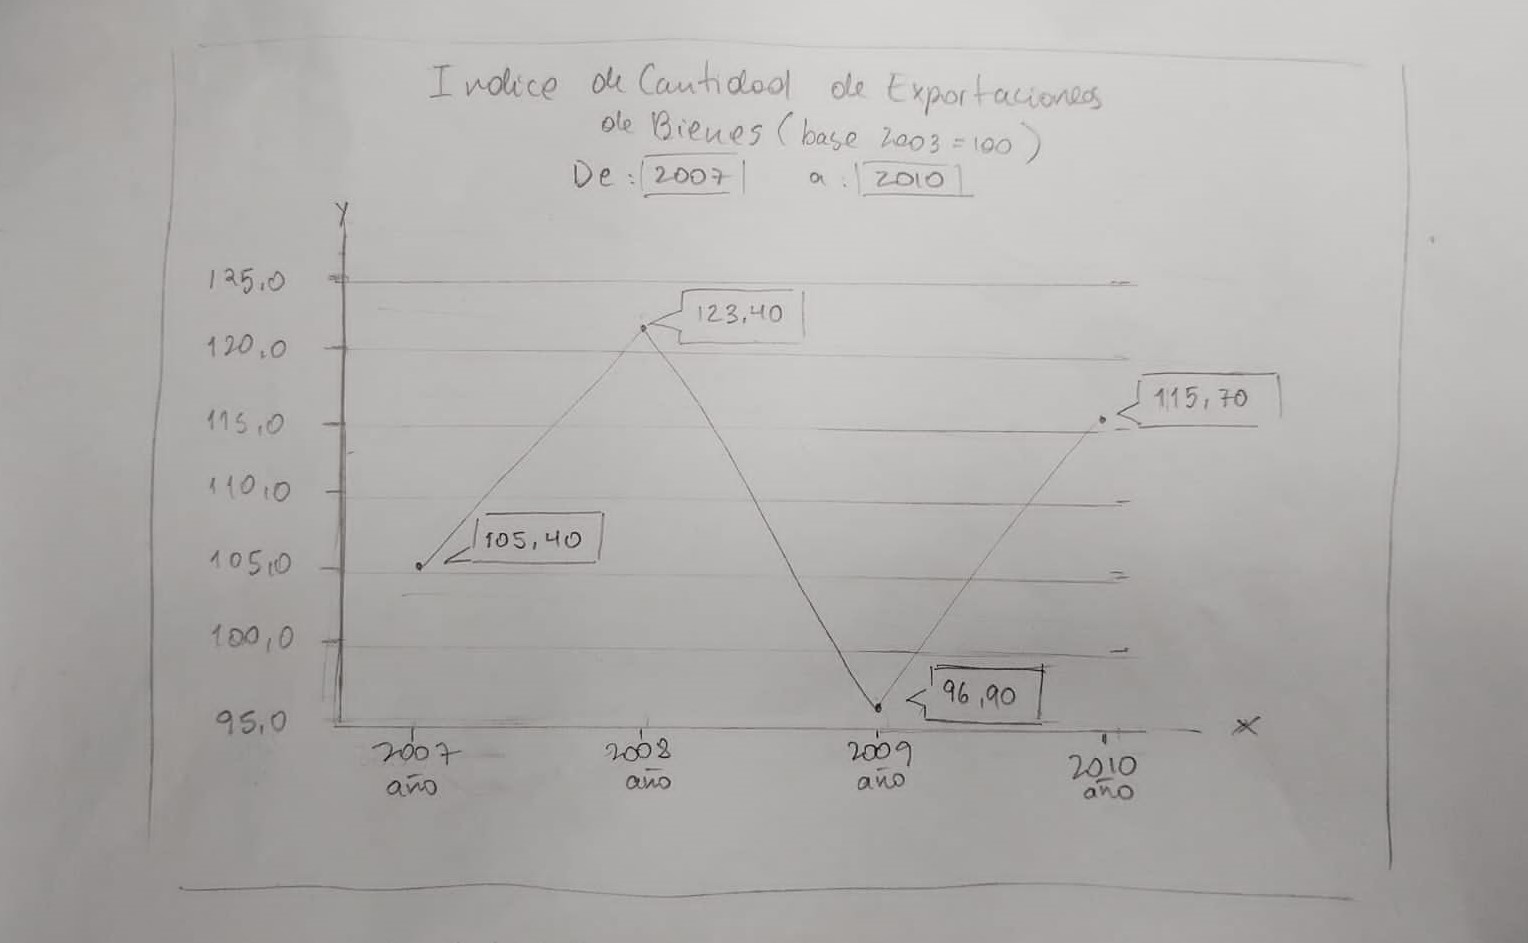 Indice de Cantidad de Exportaciones
de Bienes (base 2003=100)
De: 2007 a: 2010
Y
125,0
123,40
120,0
115,70
115,0
110,0
105,40
105,0
100,0
96,90
95,0
X
2007 2008 2009 2010
año año año año